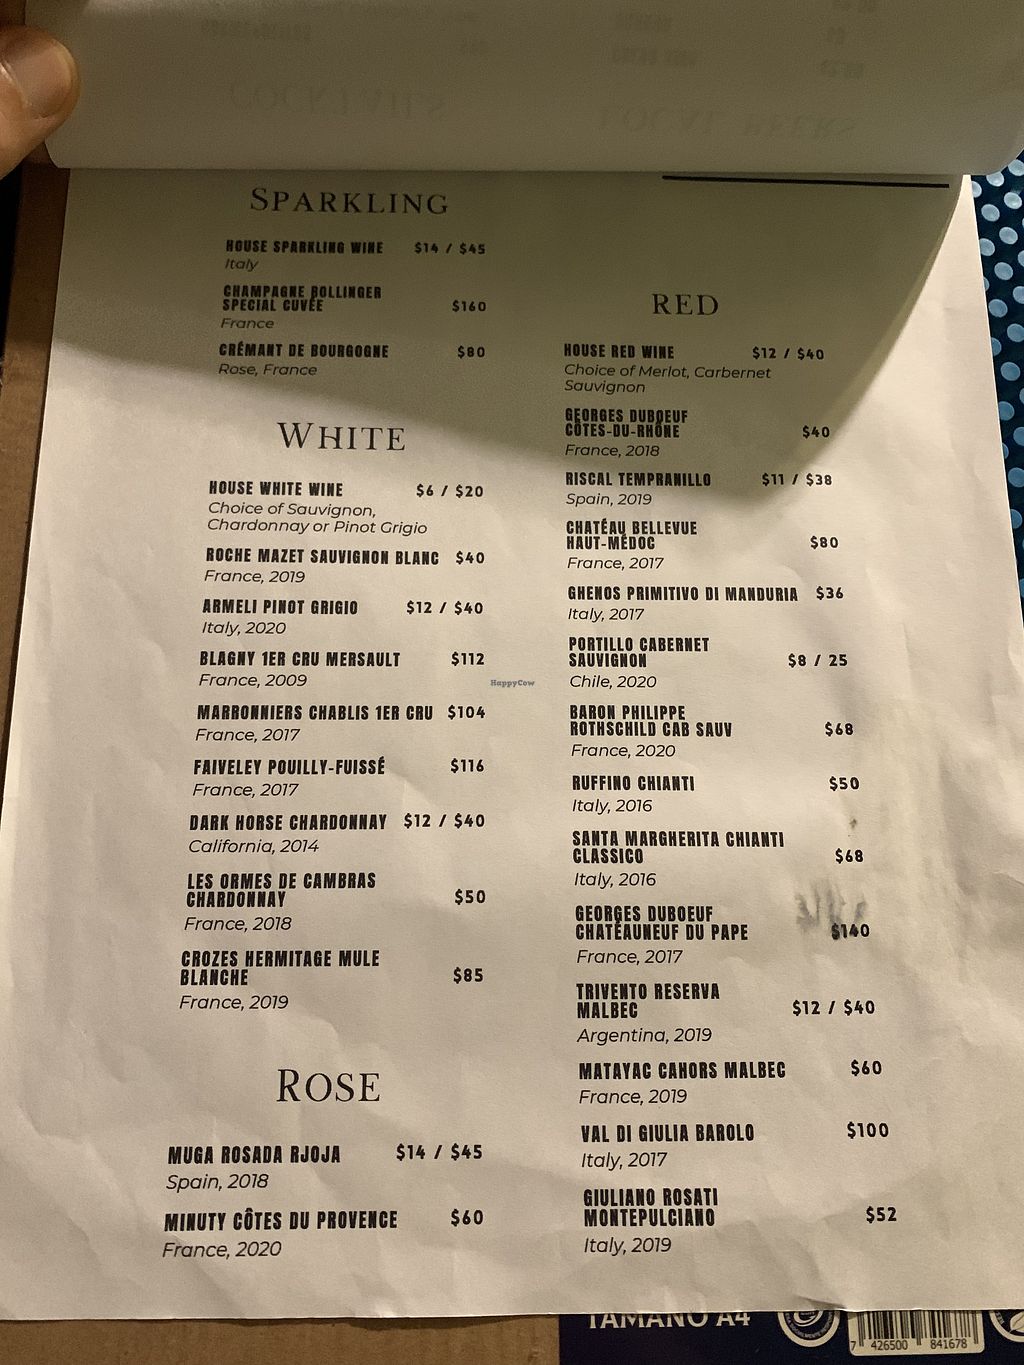 SPARKLING
HOUSE SPARKLING WINE $14 / $45
Italy
CHAMPAGNE BOLLINGER
SPECIAL CUVÉE $160
France
CRÉMANT DE BOURGOGNE $80
Rose, France
WHITE
HOUSE WHITE WINE $6 / $20
Choice of Sauvignon,
Chardonnay or Pinot Grigio
ROCHE MAZET SAUVIGNON BLANC $40
France, 2019
ARMELI PINOT GRIGIO $12 / $40
Italy, 2020
BLAGNY 1ER CRU MERSAULT $112
France, 2009
MARRONNIERS CHABLIS 1ER CRU $104
France, 2017
FAIVELEY POUILLY-FUISSÉ $116
France, 2017
DARK HORSE CHARDONNAY $12 / $40
California, 2014
LES ORMES DE CAMBRAS
CHARDONNAY $50
France, 2018
CROZES HERMITAGE MULE
BLANCHE $85
France, 2019
ROSE
MUGA ROSADA RJOJA $14 / $45
Spain, 2018
MINUTY CÔTES DU PROVENCE $60
France, 2020
RED
HOUSE RED WINE $12 / $40
Choice of Merlot, Carbernet
Sauvignon
GEORGES DUBOEUF
CÔTES-DU-RHÔNE $40
France, 2018
RISCAL TEMPRANILLO $11 / $38
Spain, 2019
CHATÉAU BELLEVUE
HAUT-MÉDOC $80
France, 2017
GHENOS PRIMITIVO DI MANDURIA $36
Italy, 2017
PORTILLO CABERNET
SAUVIGNON $8 / 25
Chile, 2020
BARON PHILIPPE
ROTHSCHILD CAB SAUV $68
France, 2020
RUFFINO CHIANTI $50
Italy, 2016
SANTA MARGHERITA CHIANTI
CLASSICO $68
Italy, 2016
GEORGES DUBOEUF
CHATÉAUNEUF DU PAPE $140
France, 2017
TRIVENTO RESERVA
MALBEC $12 / $40
Argentina, 2019
MATAYAC CAHORS MALBEC $60
France, 2019
VAL DI GIULIA BAROLO $100
Italy, 2017
GIULIANO ROSATI
MONTEPULCIANO $52
Italy, 2019
HappyCow
TAMAÑO A4
7 426500 841678